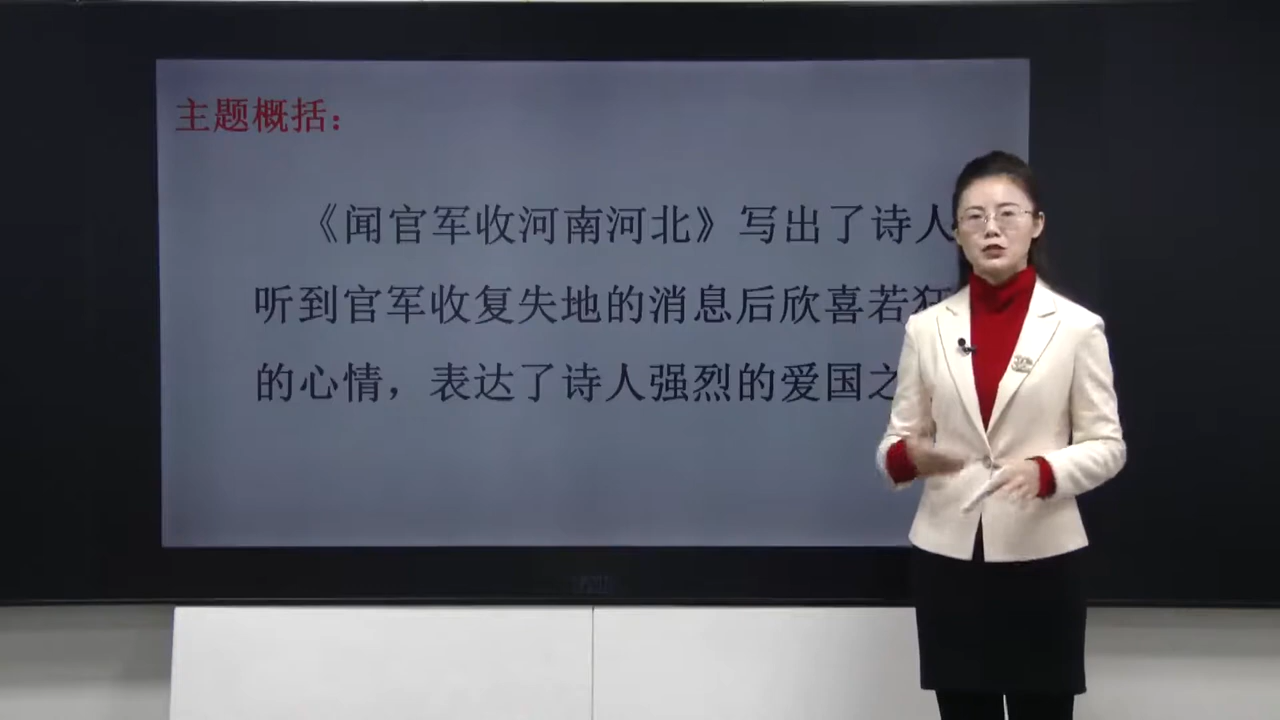 主题概括：
《闻官军收河南河北》写出了诗人
听到官军收复失地的消息后欣喜若狂
的心情，表达了诗人强烈的爱国之